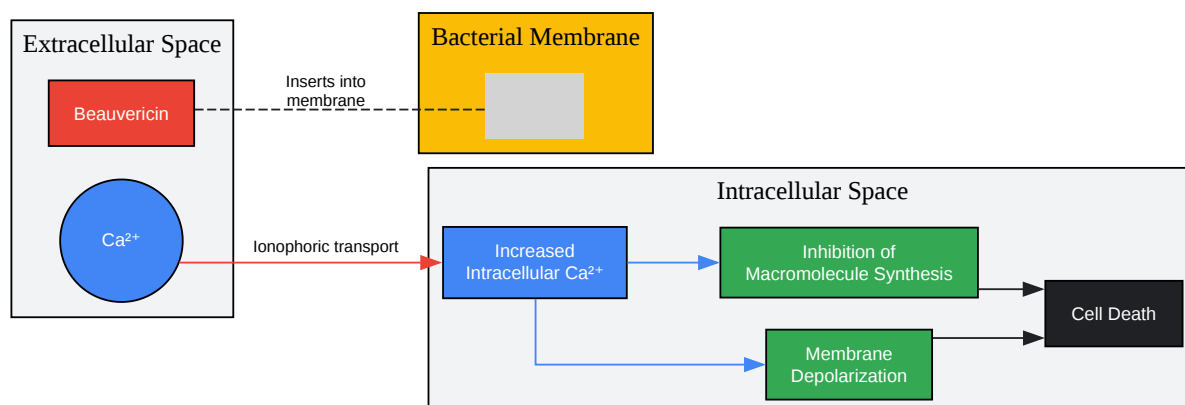 Extracellular Space
Bacterial Membrane
Beauvericin
Inserts into
membrane
Intracellular Space
Ca²⁺
Ionophoric transport
Increased
Intracellular Ca²⁺
Inhibition of
Macromolecule Synthesis
Cell Death
Membrane
Depolarization